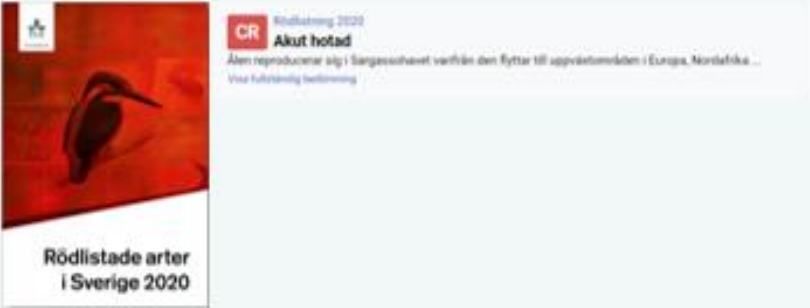 Rödlistade arter
i Sverige 2020
CR
Rödlistning 2020
Akut hotad
Ålen reproducerar sig i Sargassohavet varifrån den flyttar till uppväxtområden i Europa, Nordafrika ...
Visa fullständig bedömning